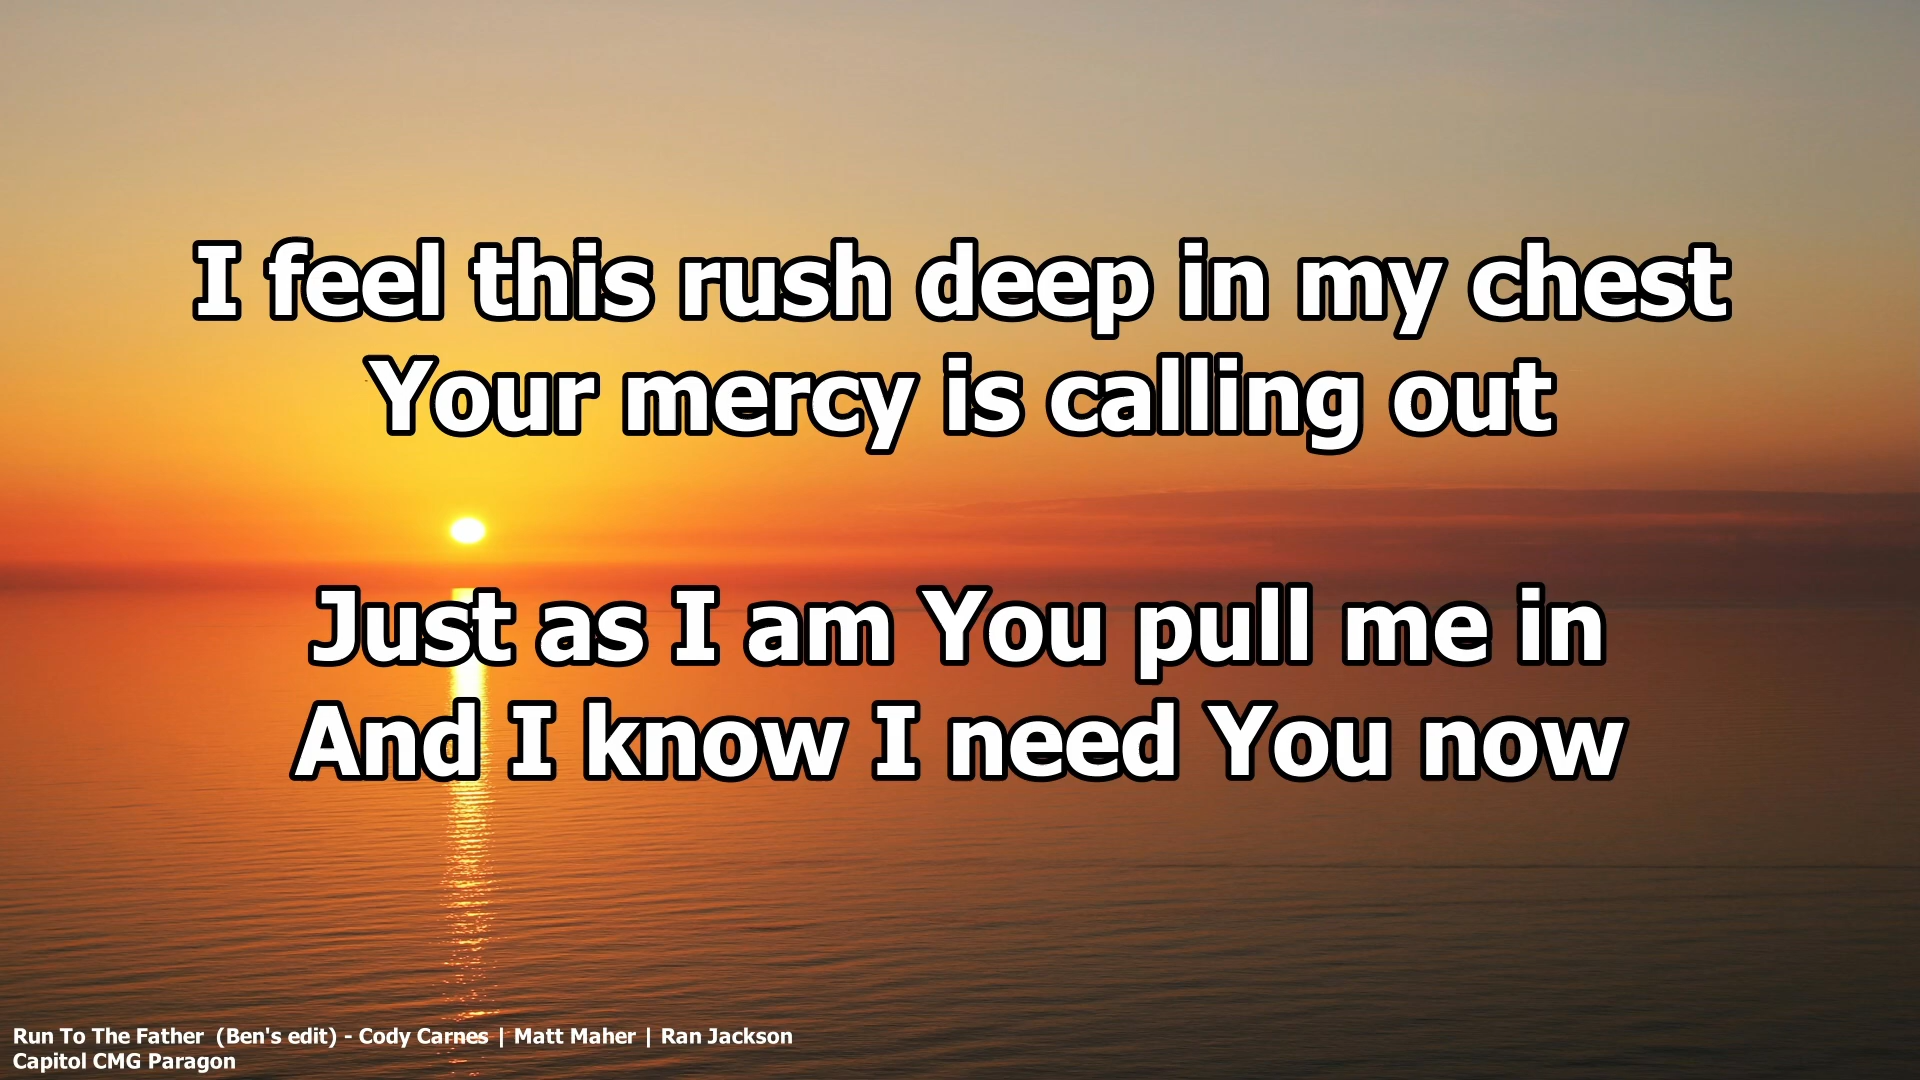 I feel this rush deep in my chest
Your mercy is calling out
Just as I am You pull me in
And I know I need You now
Run To The Father  (Ben's edit) - Cody Carnes | Matt Maher | Ran Jackson
Capitol CMG Paragon